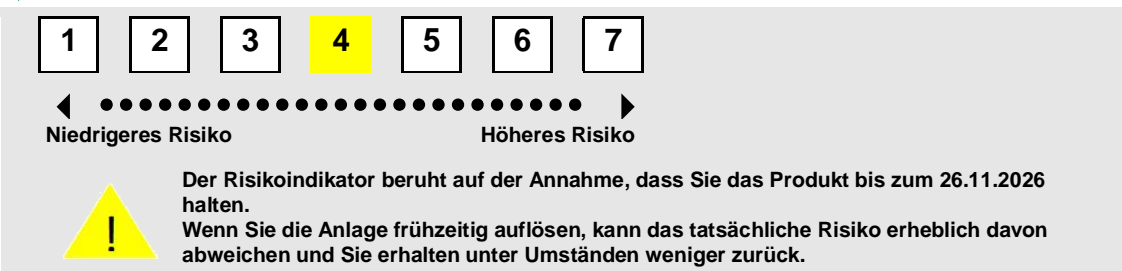 1 2 3 4 5 6 7
Niedrigeres Risiko Höheres Risiko
Der Risikoindikator beruht auf der Annahme, dass Sie das Produkt bis zum 26.11.2026
halten.
Wenn Sie die Anlage frühzeitig auflösen, kann das tatsächliche Risiko erheblich davon
abweichen und Sie erhalten unter Umständen weniger zurück.
!